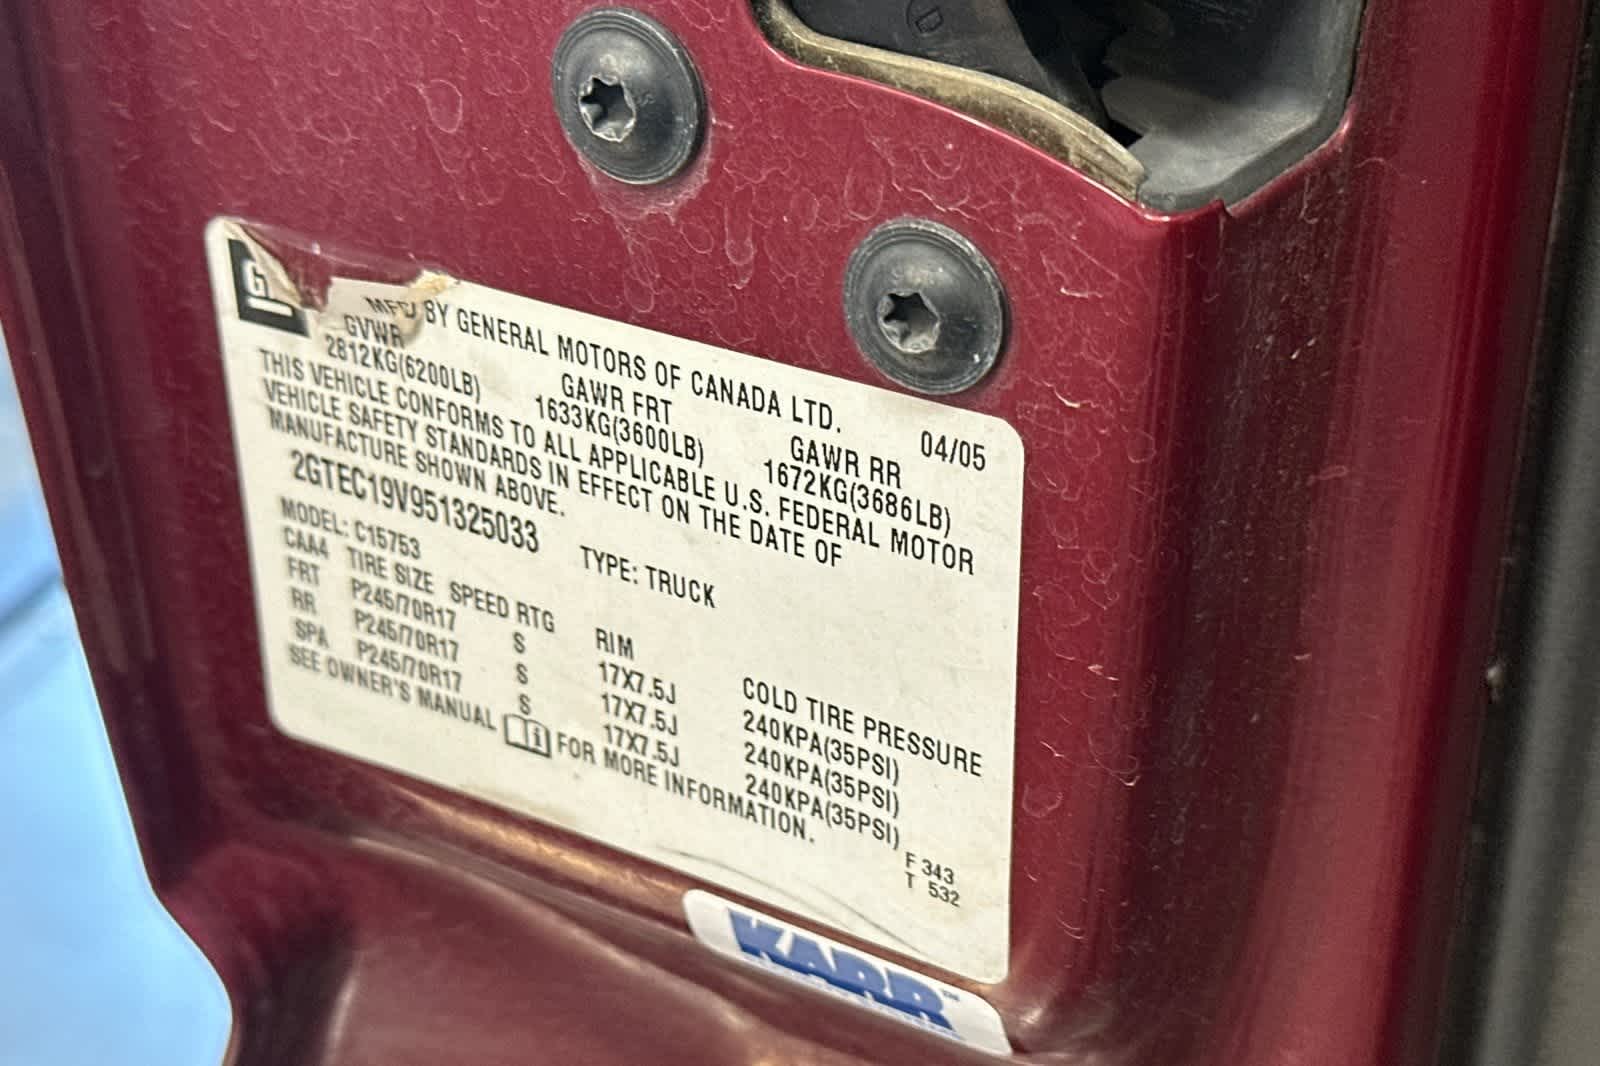 GM
MFD BY GENERAL MOTORS OF CANADA LTD.
04/05
GVWR GAWR FRT GAWR RR
2812KG(6200LB) 1633KG(3600LB) 1672KG(3686LB)
THIS VEHICLE CONFORMS TO ALL APPLICABLE U.S. FEDERAL MOTOR
VEHICLE SAFETY STANDARDS IN EFFECT ON THE DATE OF
MANUFACTURE SHOWN ABOVE.
2GTEC19V951325033 TYPE: TRUCK
MODEL: C15753
CAA4 TIRE SIZE SPEED RTG RIM COLD TIRE PRESSURE
FRT P245/70R17 S 17X7.5J 240KPA(35PSI)
RR P245/70R17 S 17X7.5J 240KPA(35PSI)
SPA P245/70R17 S 17X7.5J 240KPA(35PSI)
SEE OWNER'S MANUAL FOR MORE INFORMATION.
F 343
T 532
KARR™